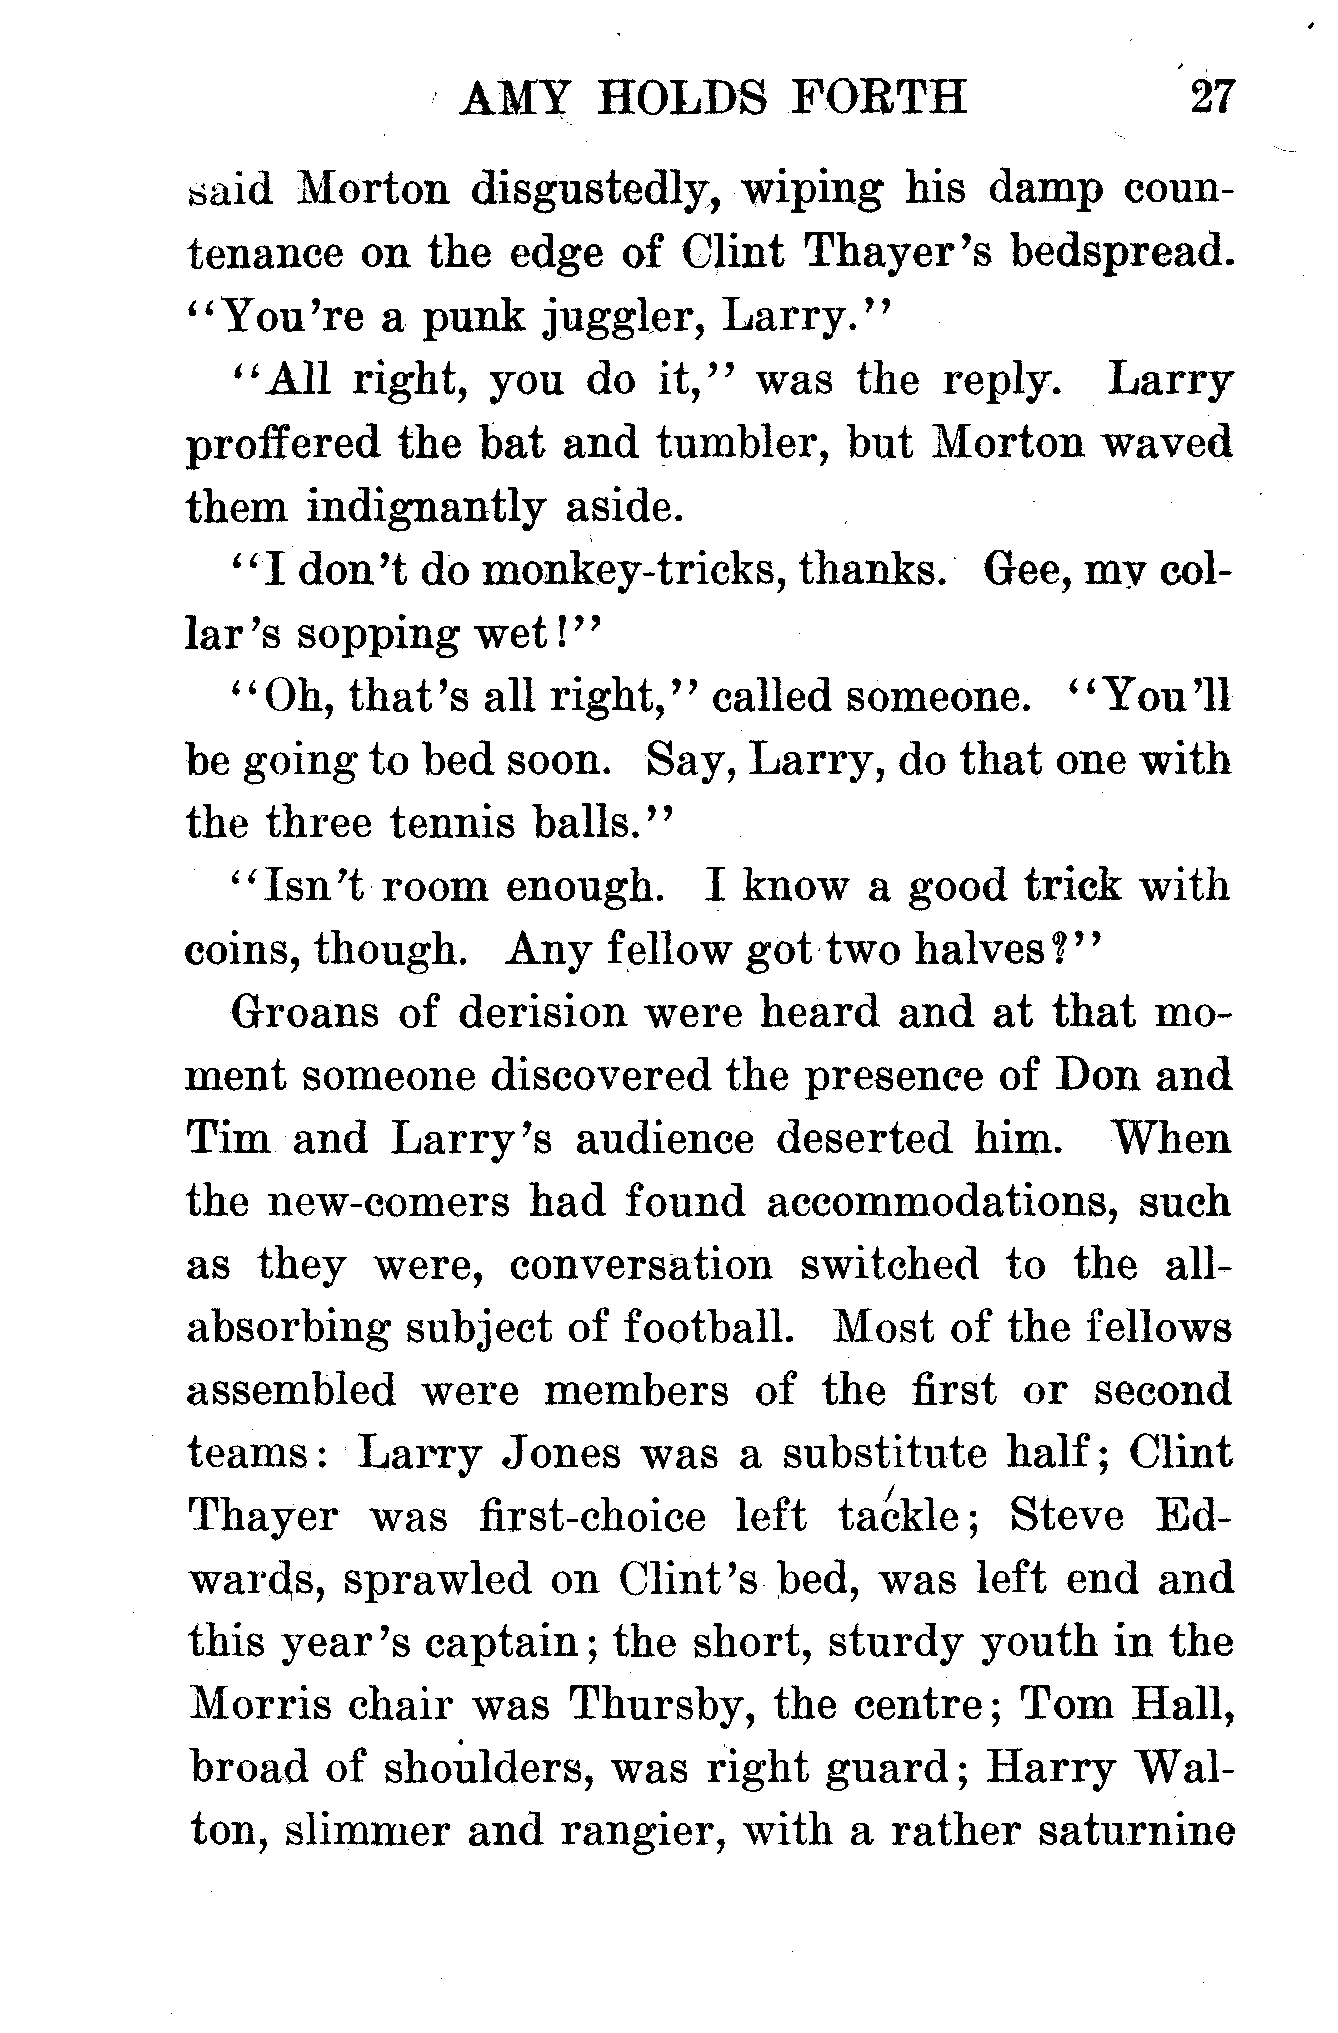 AMY HOLDS FORTH 27
said Morton disgustedly, wiping his damp coun-
tenance on the edge of Clint Thayer's bedspread.
"You're a punk juggler, Larry."
"All right, you do it," was the reply. Larry
proffered the bat and tumbler, but Morton waved
them indignantly aside.
"I don't do monkey-tricks, thanks. Gee, my col-
lar's sopping wet!"
"Oh, that's all right," called someone. "You'll
be going to bed soon. Say, Larry, do that one with
the three tennis balls."
"Isn't room enough. I know a good trick with
coins, though. Any fellow got two halves?"
Groans of derision were heard and at that mo-
ment someone discovered the presence of Don and
Tim and Larry's audience deserted him. When
the new-comers had found accommodations, such
as they were, conversation switched to the all-
absorbing subject of football. Most of the fellows
assembled were members of the first or second
teams: Larry Jones was a substitute half; Clint
Thayer was first-choice left tackle; Steve Ed-
wards, sprawled on Clint's bed, was left end and
this year's captain; the short, sturdy youth in the
Morris chair was Thursby, the centre; Tom Hall,
broad of shoulders, was right guard; Harry Wal-
ton, slimmer and rangier, with a rather saturnine